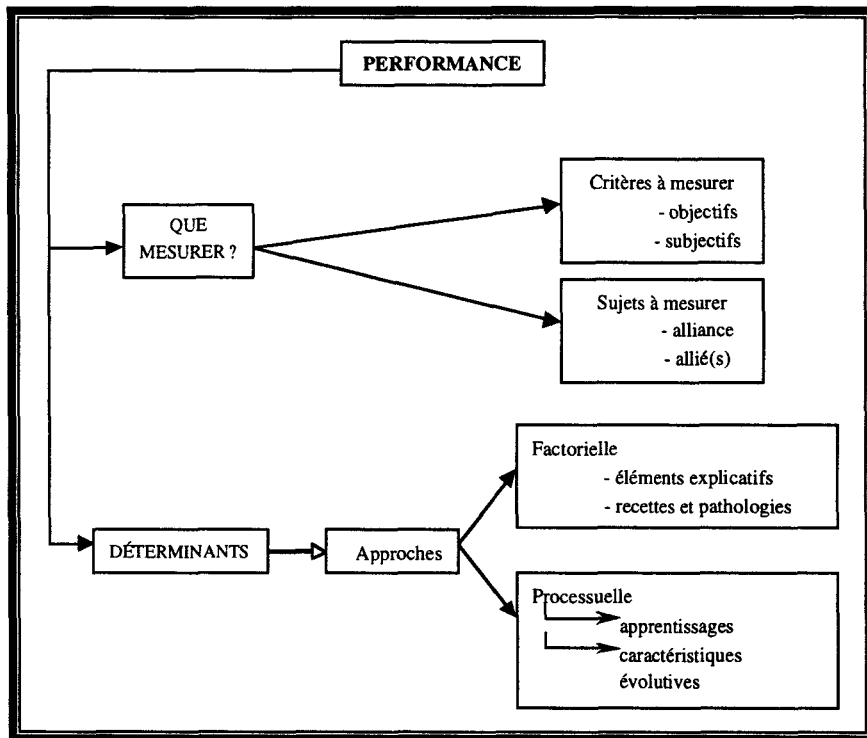 PERFORMANCE
QUE
MESURER ?
Critères à mesurer
- objectifs
- subjectifs
Sujets à mesurer
- alliance
- allié(s)
DÉTERMINANTS
Approches
Factorielle
- éléments explicatifs
- recettes et pathologies
Processuelle
apprentissages
caractéristiques
évolutives